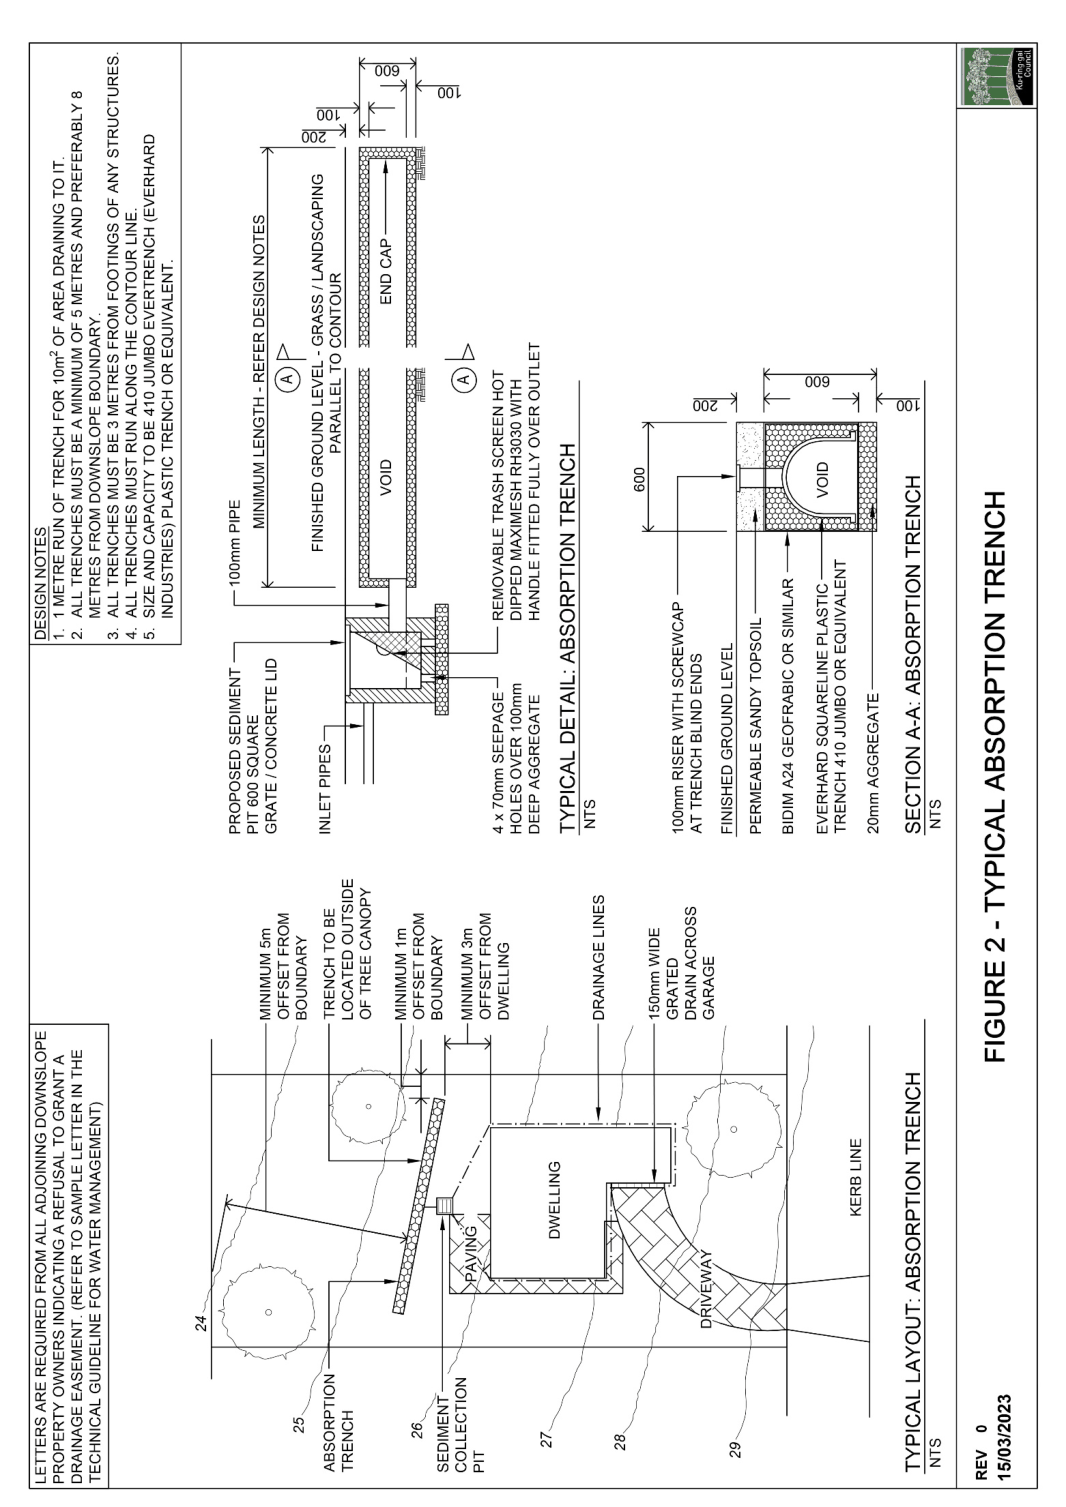 LETTERS ARE REQUIRED FROM ALL ADJOINING DOWNSLOPE
PROPERTY OWNERS INDICATING A REFUSAL TO GRANT A
DRAINAGE EASEMENT. (REFER TO SAMPLE LETTER IN THE
TECHNICAL GUIDELINE FOR WATER MANAGEMENT)
DESIGN NOTES
1. 1 METRE RUN OF TRENCH FOR 10m² OF AREA DRAINING TO IT.
2. ALL TRENCHES MUST BE A MINIMUM OF 5 METRES AND PREFERABLY 8
METRES FROM DOWNSLOPE BOUNDARY.
3. ALL TRENCHES MUST BE 3 METRES FROM FOOTINGS OF ANY STRUCTURES.
4. ALL TRENCHES MUST RUN ALONG THE CONTOUR LINE.
5. SIZE AND CAPACITY TO BE 410 JUMBO EVERTRENCH (EVERHARD
INDUSTRIES) PLASTIC TRENCH OR EQUIVALENT.
24
25
26
27
28
29
ABSORPTION
TRENCH
SEDIMENT
COLLECTION
PIT
MINIMUM 5m
OFFSET FROM
BOUNDARY
TRENCH TO BE
LOCATED OUTSIDE
OF TREE CANOPY
MINIMUM 1m
OFFSET FROM
BOUNDARY
MINIMUM 3m
OFFSET FROM
DWELLING
DRAINAGE LINES
150mm WIDE
GRATED
DRAIN ACROSS
GARAGE
PAVING
DWELLING
DRIVEWAY
KERB LINE
TYPICAL LAYOUT: ABSORPTION TRENCH
NTS
PROPOSED SEDIMENT
PIT 600 SQUARE
GRATE / CONCRETE LID
100mm PIPE
INLET PIPES
MINIMUM LENGTH - REFER DESIGN NOTES
A
FINISHED GROUND LEVEL - GRASS / LANDSCAPING
PARALLEL TO CONTOUR
200
100
600
100
VOID
END CAP
A
4 x 70mm SEEPAGE
HOLES OVER 100mm
DEEP AGGREGATE
REMOVABLE TRASH SCREEN HOT
DIPPED MAXIMESH RH3030 WITH
HANDLE FITTED FULLY OVER OUTLET
TYPICAL DETAIL: ABSORPTION TRENCH
NTS
600
200
600
100
100mm RISER WITH SCREWCAP
AT TRENCH BLIND ENDS
FINISHED GROUND LEVEL
PERMEABLE SANDY TOPSOIL
BIDIM A24 GEOFRABIC OR SIMILAR
EVERHARD SQUARELINE PLASTIC
TRENCH 410 JUMBO OR EQUIVALENT
20mm AGGREGATE
VOID
SECTION A-A: ABSORPTION TRENCH
NTS
REV 0
15/03/2023
FIGURE 2 - TYPICAL ABSORPTION TRENCH
Ku-ring-gai
Council